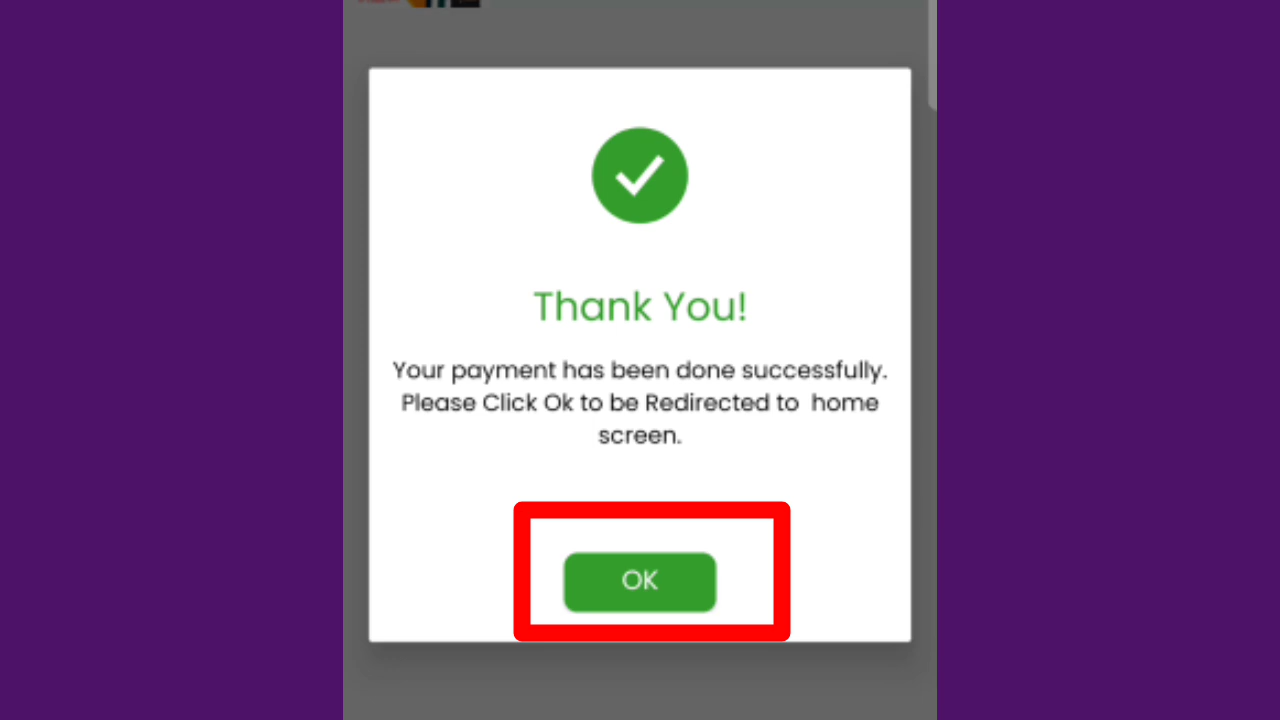 Thank You!
Your payment has been done successfully.
Please Click Ok to be Redirected to  home
screen.
OK